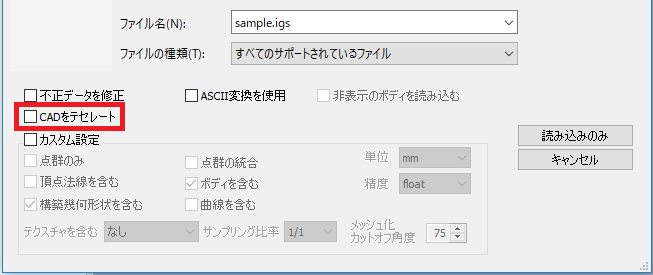 ファイル名(N): sample.igs
ファイルの種類(T): すべてのサポートされているファイル
不正データを修正 ASCII変換を使用 非表示のボディを読み込む
CADをテセレート
カスタム設定 読み込みのみ
点群のみ 点群の統合 単位 mm キャンセル
頂点法線を含む ボディを含む 精度 float
構築幾何形状を含む 曲線を含む
テクスチャを含む なし サンプリング比率 1/1 メッシュ化
カットオフ角度 75